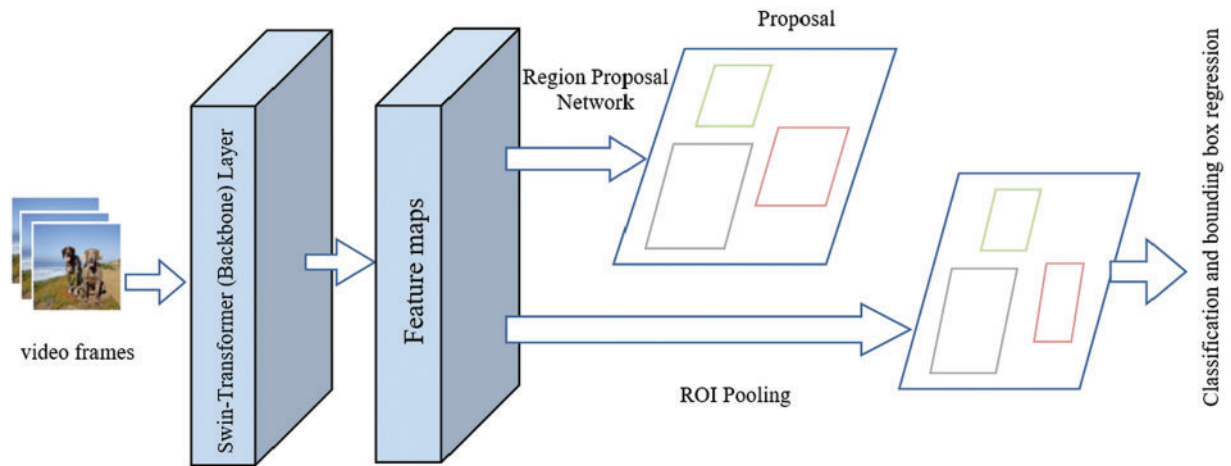 video frames
Swin-Transformer (Backbone) Layer
Feature maps
Region Proposal
Network
Proposal
ROI Pooling
Classification and bounding box regression